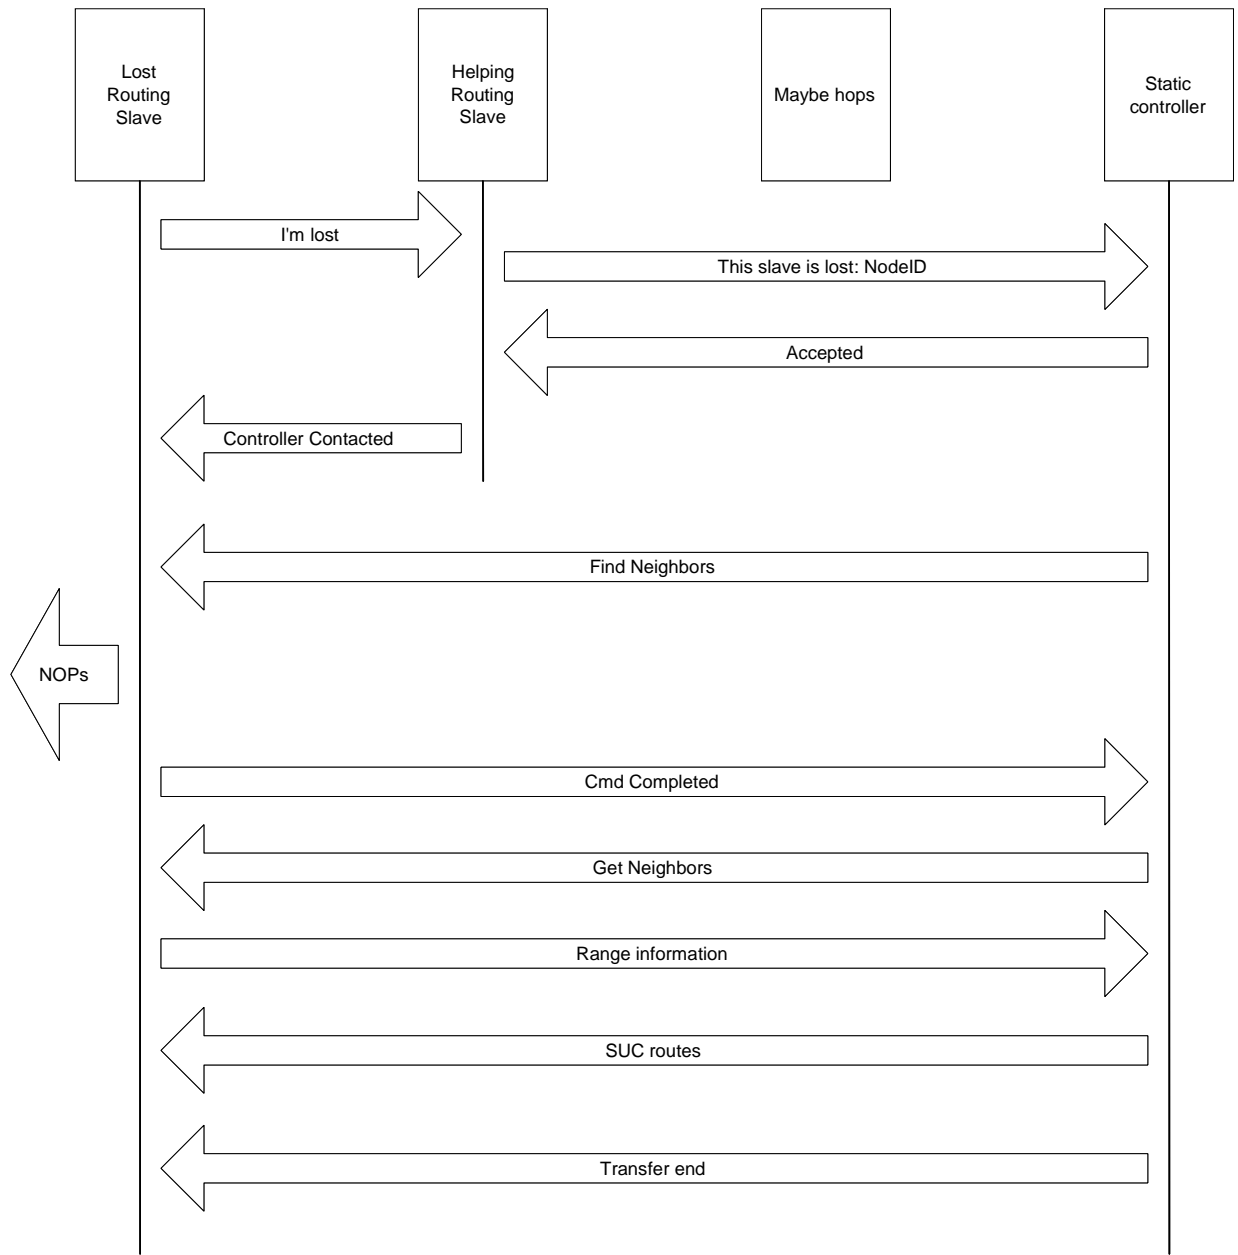 Lost
Routing
Slave
Helping
Routing
Slave
Maybe hops
Static
controller
I'm lost
This slave is lost: NodeID
Accepted
Controller Contacted
Find Neighbors
NOPs
Cmd Completed
Get Neighbors
Range information
SUC routes
Transfer end